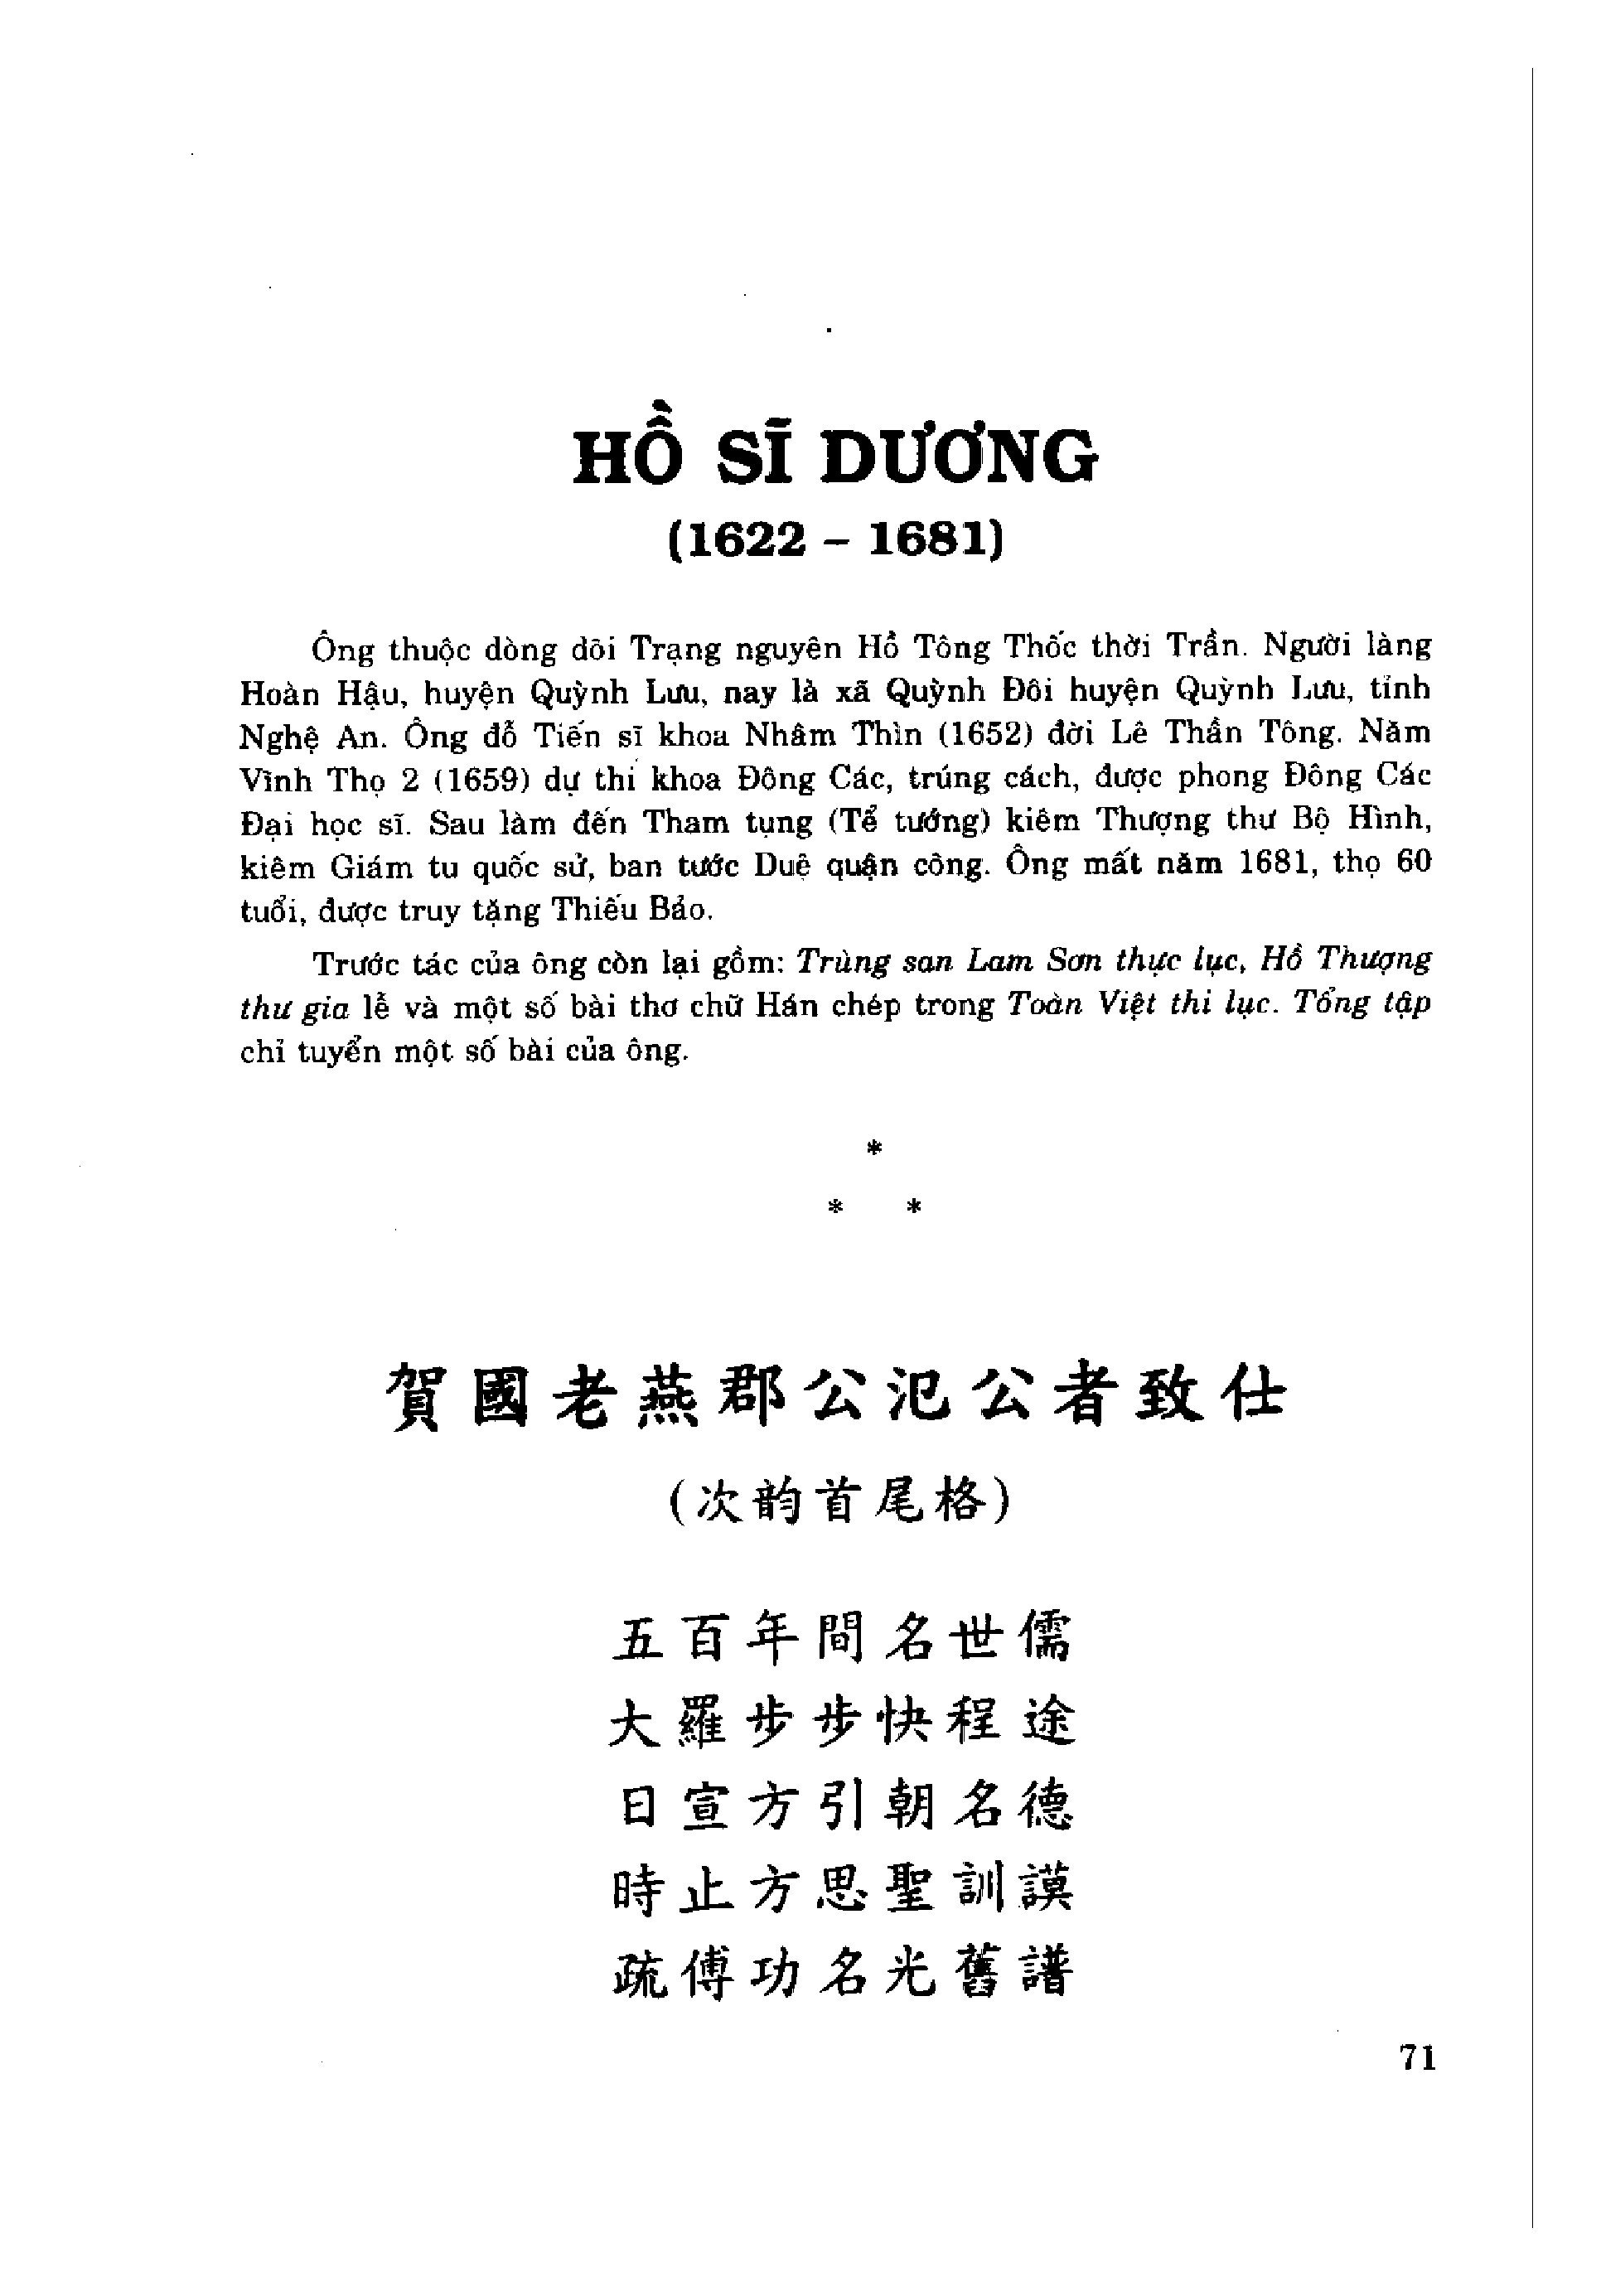 HỒ SĨ DƯƠNG
(1622 – 1681)
Ông thuộc dòng dõi Trạng nguyên Hồ Tông Thốc thời Trần. Người làng
Hoàn Hậu, huyện Quỳnh Lưu, nay là xã Quỳnh Đôi huyện Quỳnh Lưu, tỉnh
Nghệ An. Ông đỗ Tiến sĩ khoa Nhâm Thìn (1652) đời Lê Thần Tông. Năm
Vĩnh Thọ 2 (1659) dự thi khoa Đông Các, trúng cách, được phong Đông Các
Đại học sĩ. Sau làm đến Tham tụng (Tể tướng) kiêm Thượng thư Bộ Hình,
kiêm Giám tu quốc sử, ban tước Duệ quận công. Ông mất năm 1681, thọ 60
tuổi, được truy tặng Thiếu Bảo.
Trước tác của ông còn lại gồm: Trùng san Lam Sơn thực lục, Hồ Thượng
thư gia lễ và một số bài thơ chữ Hán chép trong Toàn Việt thi lục. Tổng tập
chỉ tuyển một số bài của ông.
*
* *
賀國老燕郡公氾公者致仕
(次韵首尾格)
五百年間名世儒
大羅步步快程途
日宣方引朝名德
時止方思聖訓謨
疏傅功名光舊譜
71